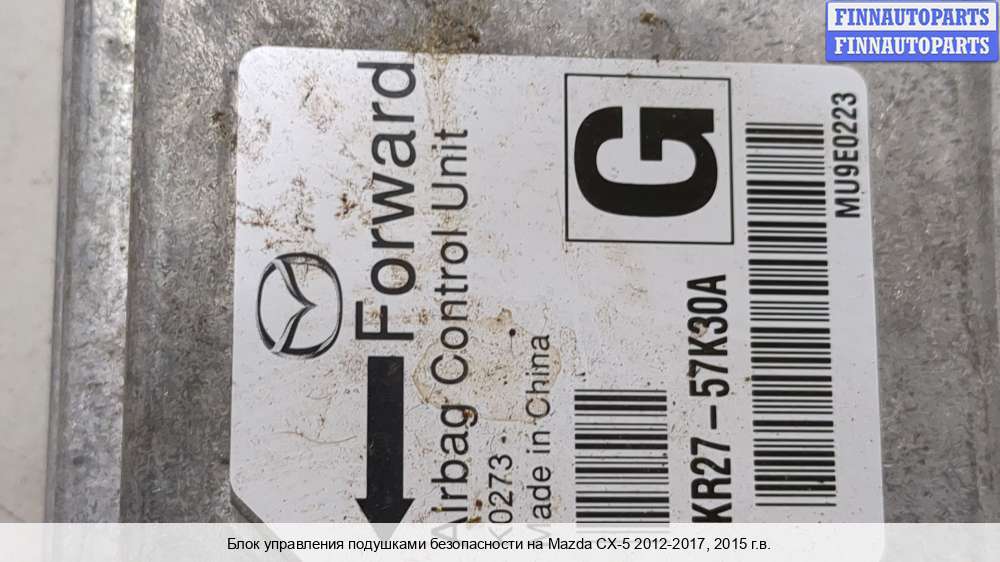 FINNAUTOPARTS
FINNAUTOPARTS
Forward
Airbag Control Unit
K0273-
Made in China
G
KR27-57K30A
MU9E0223
Блок управления подушками безопасности на Mazda CX-5 2012-2017, 2015 г.в.